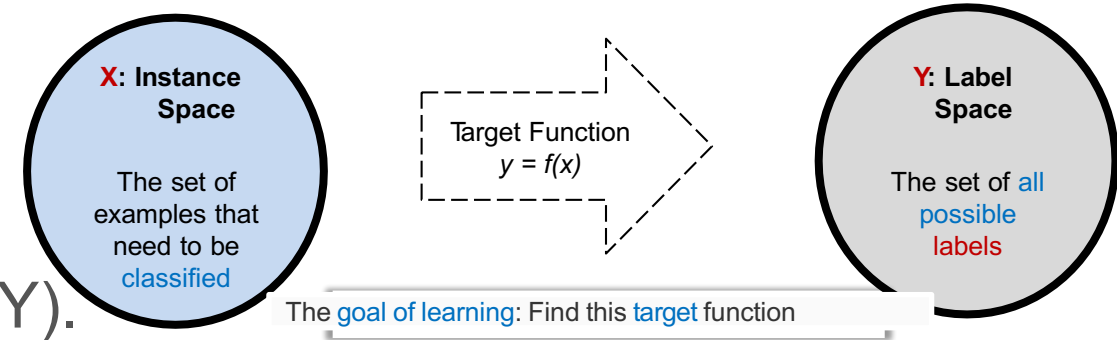 X: Instance
Space
The set of
examples that
need to be
classified
Target Function
y = f(x)
Y: Label
Space
The set of all
possible
labels
Y).
The goal of learning: Find this target function